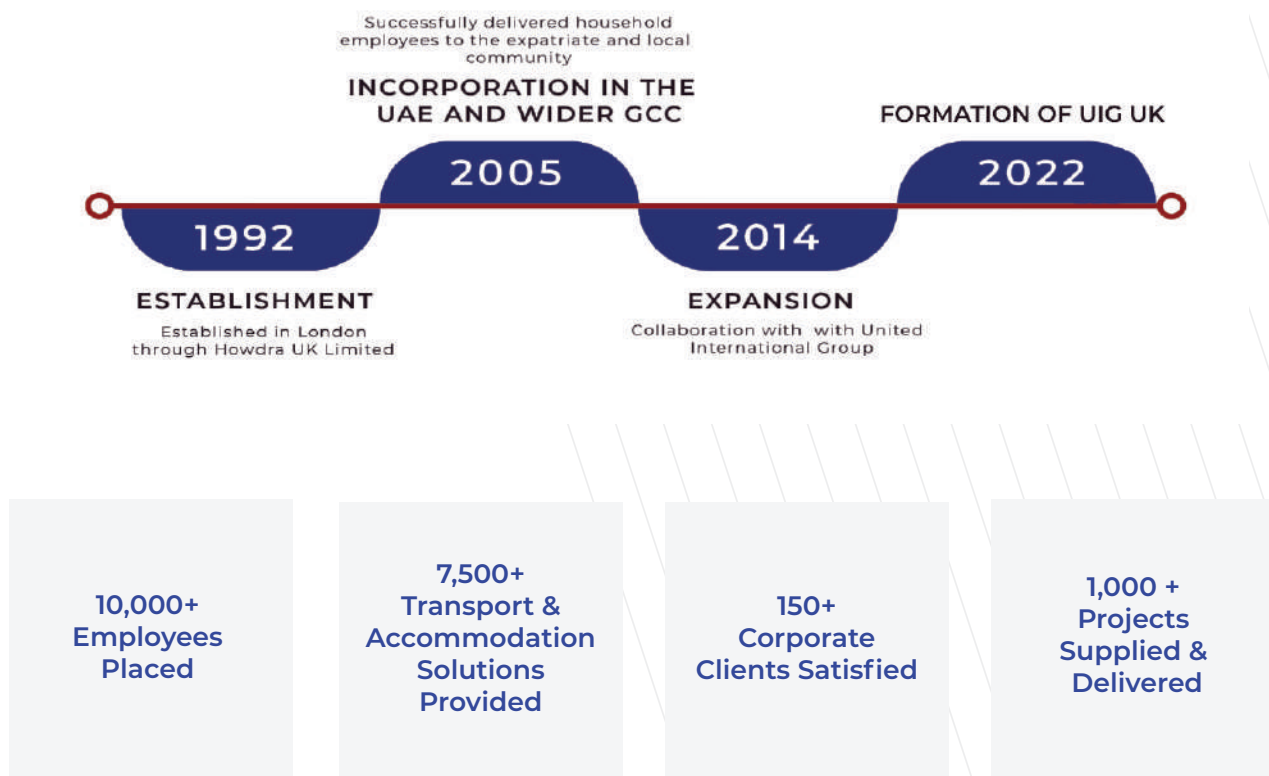 Successfully delivered household
employees to the expatriate and local
community
INCORPORATION IN THE
UAE AND WIDER GCC
FORMATION OF UIG UK
2005
2022
1992
2014
ESTABLISHMENT
Established in London
through Howdra UK Limited
EXPANSION
Collaboration with with United
International Group
10,000+
Employees
Placed
7,500+
Transport &
Accommodation
Solutions
Provided
150+
Corporate
Clients Satisfied
1,000 +
Projects
Supplied &
Delivered